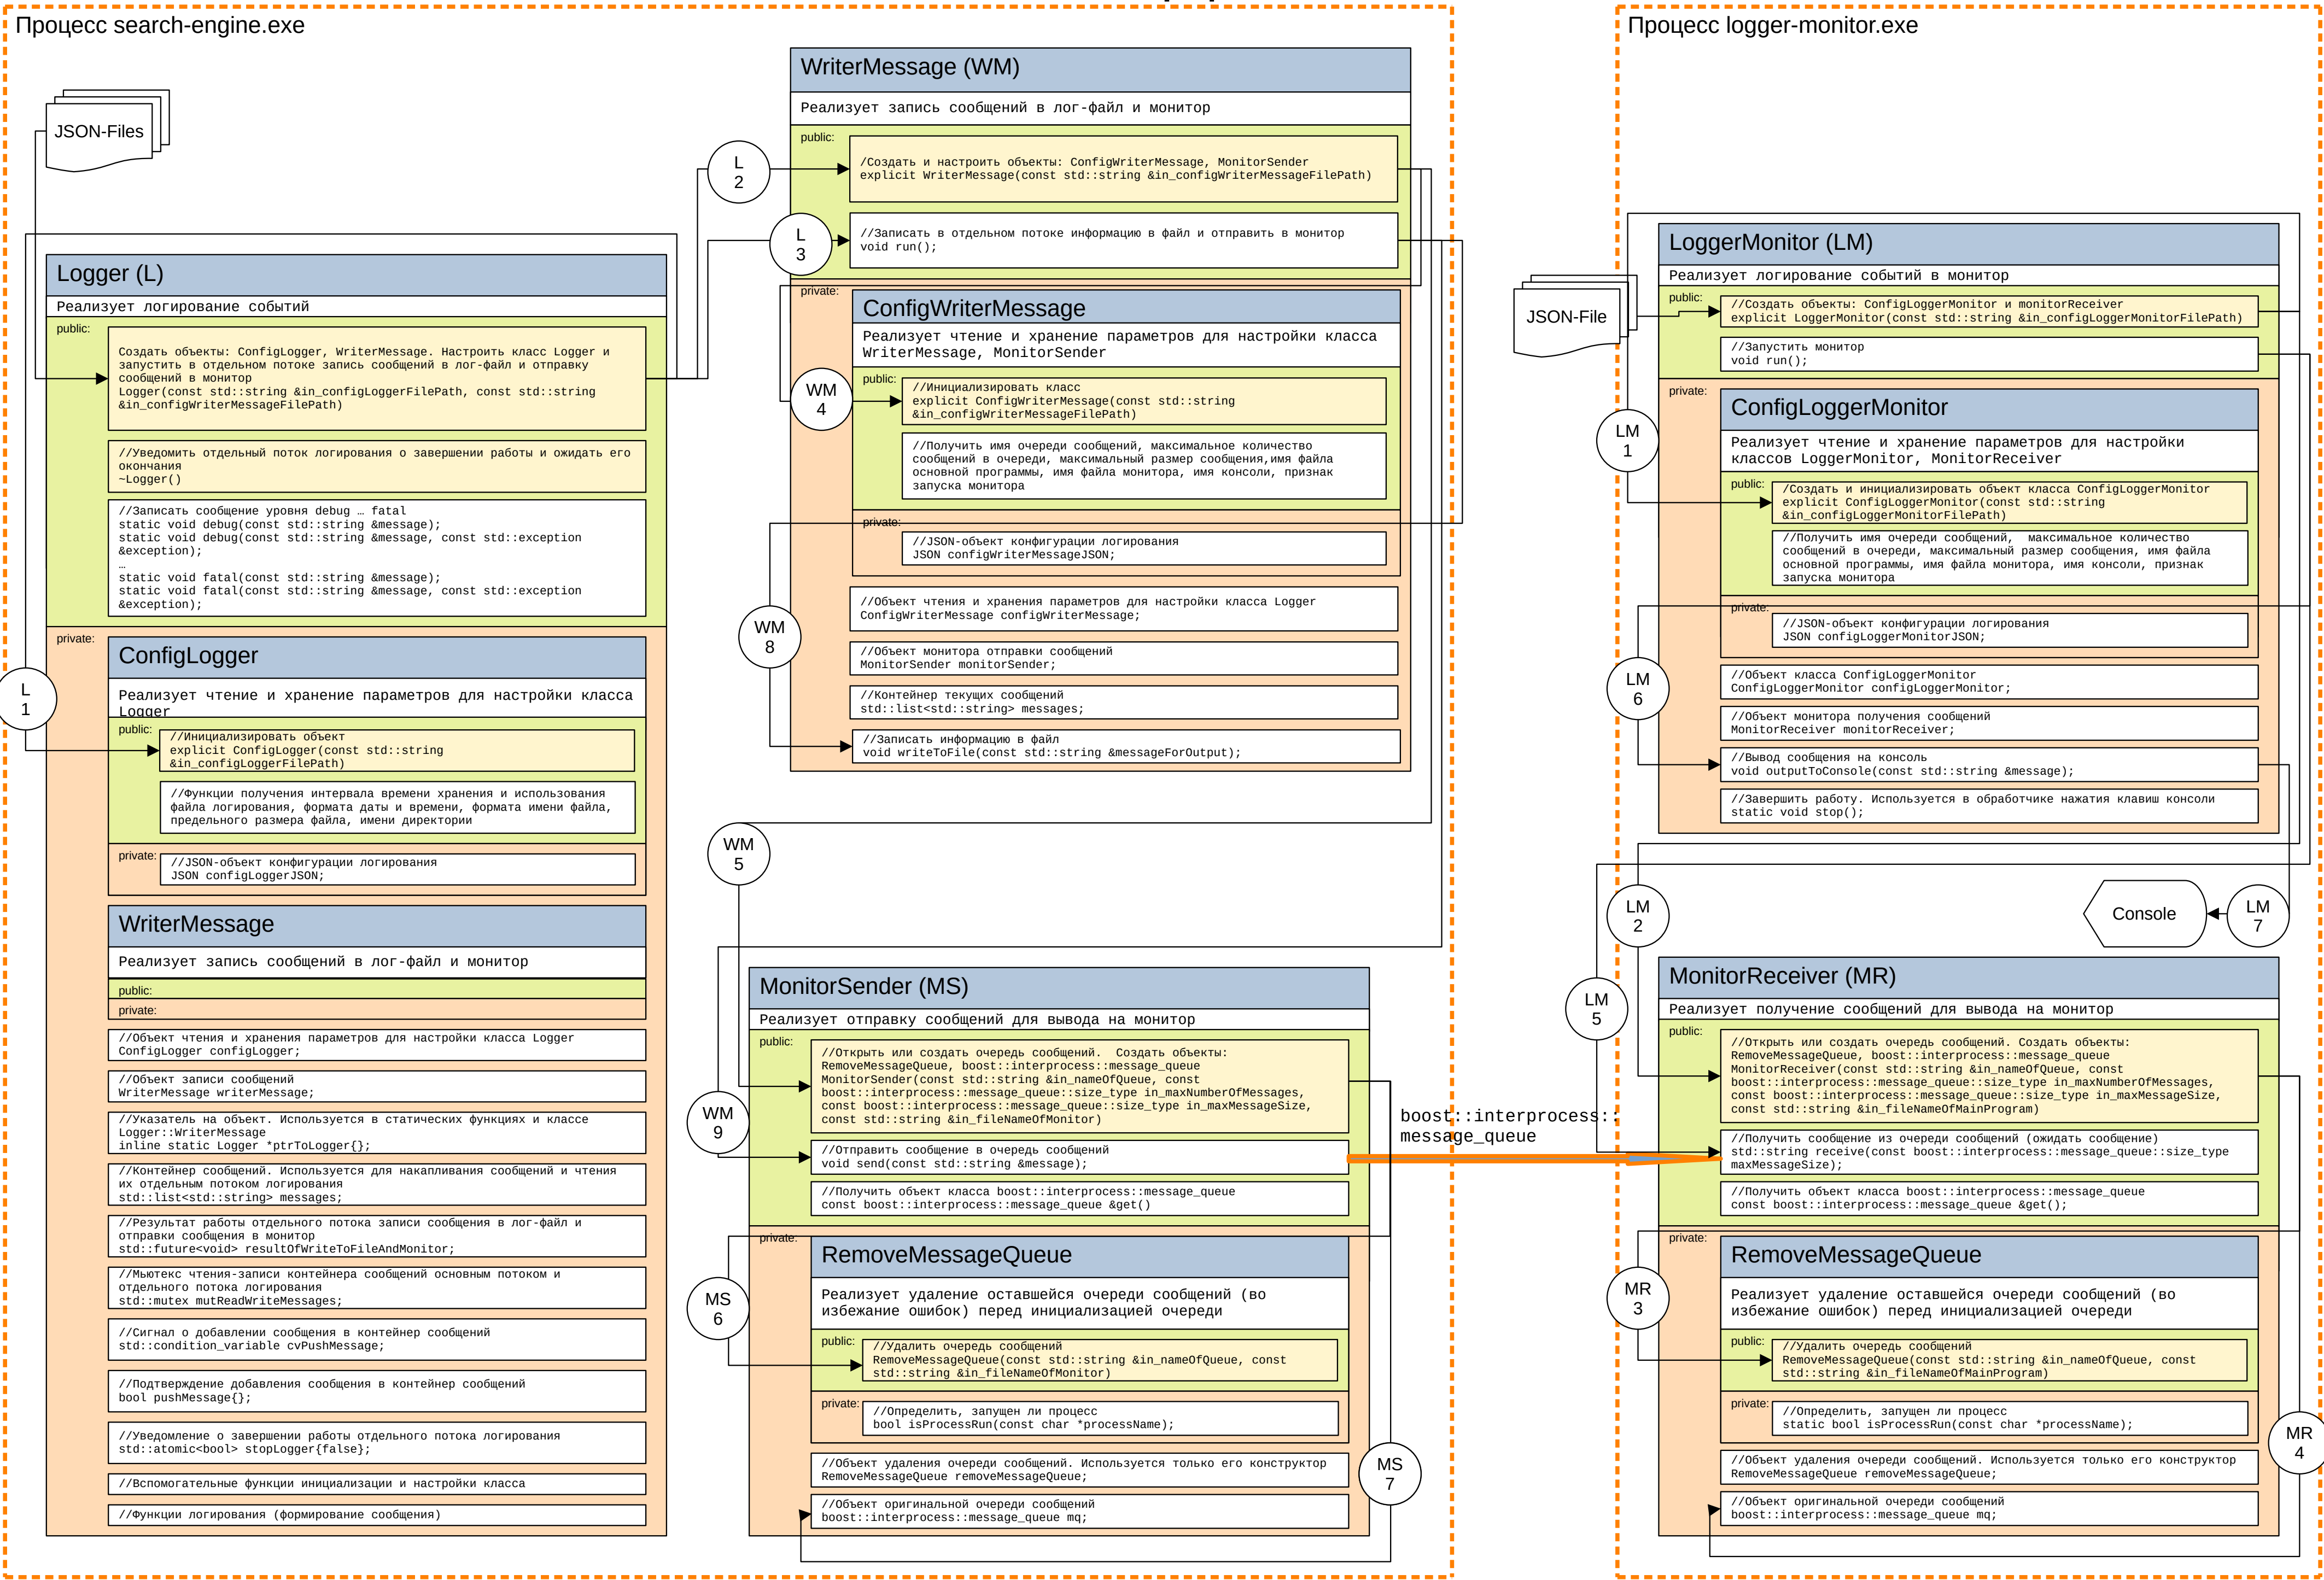 Процесс search-engine.exe
JSON-Files
Logger (L)
Реализует логирование событий
public:
Создать объекты: ConfigLogger, WriterMessage. Настроить класс Logger и
запустить в отдельном потоке запись сообщений в лог-файл и отправку
сообщений в монитор
Logger(const std::string &in_configLoggerFilePath, const std::string
&in_configWriterMessageFilePath)
//Уведомить отдельный поток логирования о завершении работы и ожидать его
окончания
~Logger()
//Записать сообщение уровня debug … fatal
static void debug(const std::string &message);
static void debug(const std::string &message, const std::exception
&exception);
…
static void fatal(const std::string &message);
static void fatal(const std::string &message, const std::exception
&exception);
private:
L
1
ConfigLogger
Реализует чтение и хранение параметров для настройки класса
Logger
public:
//Инициализировать объект
explicit ConfigLogger(const std::string
&in_configLoggerFilePath)
//Функции получения интервала времени хранения и использования
файла логирования, формата даты и времени, формата имени файла,
предельного размера файла, имени директории
private:
//JSON-объект конфигурации логирования
JSON configLoggerJSON;
WriterMessage
Реализует запись сообщений в лог-файл и монитор
public:
private:
//Объект чтения и хранения параметров для настройки класса Logger
ConfigLogger configLogger;
//Объект записи сообщений
WriterMessage writerMessage;
//Указатель на объект. Используется в статических функциях и классе
Logger::WriterMessage
inline static Logger *ptrToLogger{};
//Контейнер сообщений. Используется для накапливания сообщений и чтения
их отдельным потоком логирования
std::list<std::string> messages;
//Результат работы отдельного потока записи сообщения в лог-файл и
отправки сообщения в монитор
std::future<void> resultOfWriteToFileAndMonitor;
//Мьютекс чтения-записи контейнера сообщений основным потоком и
отдельного потока логирования
std::mutex mutReadWriteMessages;
//Сигнал о добавлении сообщения в контейнер сообщений
std::condition_variable cvPushMessage;
//Подтверждение добавления сообщения в контейнер сообщений
bool pushMessage{};
//Уведомление о завершении работы отдельного потока логирования
std::atomic<bool> stopLogger{false};
//Вспомогательные функции инициализации и настройки класса
//Функции логирования (формирование сообщения)
WriterMessage (WM)
Реализует запись сообщений в лог-файл и монитор
public:
L
2
/Создать и настроить объекты: ConfigWriterMessage, MonitorSender
explicit WriterMessage(const std::string &in_configWriterMessageFilePath)
L
3
//Записать в отдельном потоке информацию в файл и отправить в монитор
void run();
private:
ConfigWriterMessage
Реализует чтение и хранение параметров для настройки класса
WriterMessage, MonitorSender
public:
WM
4
//Инициализировать класс
explicit ConfigWriterMessage(const std::string
&in_configWriterMessageFilePath)
//Получить имя очереди сообщений, максимальное количество
сообщений в очереди, максимальный размер сообщения,имя файла
основной программы, имя файла монитора, имя консоли, признак
запуска монитора
private:
//JSON-объект конфигурации логирования
JSON configWriterMessageJSON;
//Объект чтения и хранения параметров для настройки класса Logger
ConfigWriterMessage configWriterMessage;
WM
8
//Объект монитора отправки сообщений
MonitorSender monitorSender;
//Контейнер текущих сообщений
std::list<std::string> messages;
//Записать информацию в файл
void writeToFile(const std::string &messageForOutput);
WM
5
MonitorSender (MS)
Реализует отправку сообщений для вывода на монитор
public:
//Открыть или создать очередь сообщений.  Создать объекты:
RemoveMessageQueue, boost::interprocess::message_queue
MonitorSender(const std::string &in_nameOfQueue, const
boost::interprocess::message_queue::size_type in_maxNumberOfMessages,
const boost::interprocess::message_queue::size_type in_maxMessageSize,
const std::string &in_fileNameOfMonitor)
WM
9
//Отправить сообщение в очередь сообщений
void send(const std::string &message);
//Получить объект класса boost::interprocess::message_queue
const boost::interprocess::message_queue &get()
private:
RemoveMessageQueue
Реализует удаление оставшейся очереди сообщений (во
избежание ошибок) перед инициализацией очереди
MS
6
public:
//Удалить очередь сообщений
RemoveMessageQueue(const std::string &in_nameOfQueue, const
std::string &in_fileNameOfMonitor)
private:
//Определить, запущен ли процесс
bool isProcessRun(const char *processName);
//Объект удаления очереди сообщений. Используется только его конструктор
RemoveMessageQueue removeMessageQueue;
MS
7
//Объект оригинальной очереди сообщений
boost::interprocess::message_queue mq;
boost::interprocess::
message_queue
Процесс logger-monitor.exe
JSON-File
LoggerMonitor (LM)
Реализует логирование событий в монитор
public:
//Создать объекты: ConfigLoggerMonitor и monitorReceiver
explicit LoggerMonitor(const std::string &in_configLoggerMonitorFilePath)
//Запустить монитор
void run();
private:
LM
1
ConfigLoggerMonitor
Реализует чтение и хранение параметров для настройки
классов LoggerMonitor, MonitorReceiver
public:
/Создать и инициализировать объект класса ConfigLoggerMonitor
explicit ConfigLoggerMonitor(const std::string
&in_configLoggerMonitorFilePath)
//Получить имя очереди сообщений,  максимальное количество
сообщений в очереди, максимальный размер сообщения, имя файла
основной программы, имя файла монитора, имя консоли, признак
запуска монитора
private:
//JSON-объект конфигурации логирования
JSON configLoggerMonitorJSON;
LM
6
//Объект класса ConfigLoggerMonitor
ConfigLoggerMonitor configLoggerMonitor;
//Объект монитора получения сообщений
MonitorReceiver monitorReceiver;
//Вывод сообщения на консоль
void outputToConsole(const std::string &message);
//Завершить работу. Используется в обработчике нажатия клавиш консоли
static void stop();
LM
2
Console
LM
7
LM
5
MonitorReceiver (MR)
Реализует получение сообщений для вывода на монитор
public:
//Открыть или создать очередь сообщений. Создать объекты:
RemoveMessageQueue, boost::interprocess::message_queue
MonitorReceiver(const std::string &in_nameOfQueue, const
boost::interprocess::message_queue::size_type in_maxNumberOfMessages,
const boost::interprocess::message_queue::size_type in_maxMessageSize,
const std::string &in_fileNameOfMainProgram)
//Получить сообщение из очереди сообщений (ожидать сообщение)
std::string receive(const boost::interprocess::message_queue::size_type
maxMessageSize);
//Получить объект класса boost::interprocess::message_queue
const boost::interprocess::message_queue &get();
private:
MR
3
RemoveMessageQueue
Реализует удаление оставшейся очереди сообщений (во
избежание ошибок) перед инициализацией очереди
public:
//Удалить очередь сообщений
RemoveMessageQueue(const std::string &in_nameOfQueue, const
std::string &in_fileNameOfMainProgram)
private:
//Определить, запущен ли процесс
static bool isProcessRun(const char *processName);
MR
4
//Объект удаления очереди сообщений. Используется только его конструктор
RemoveMessageQueue removeMessageQueue;
//Объект оригинальной очереди сообщений
boost::interprocess::message_queue mq;